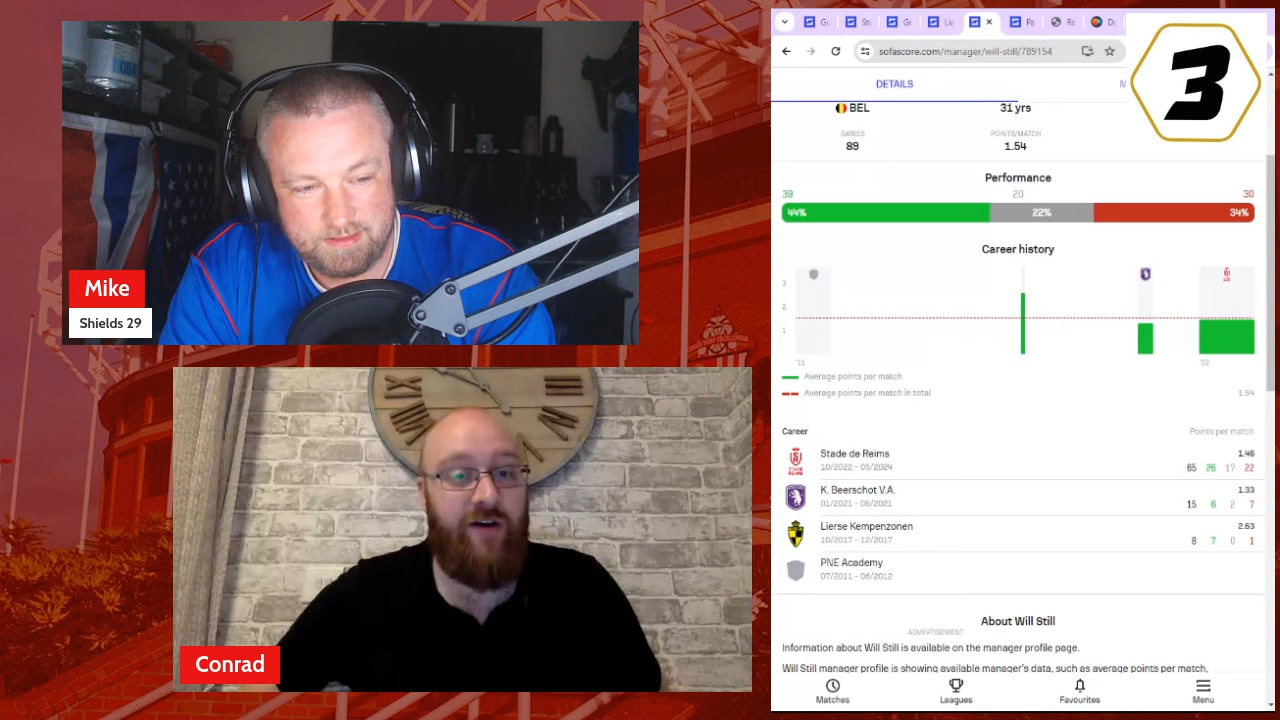 Mike
Shields 29
Conrad
3
sofascore.com/manager/will-still/789154
DETAILS
BEL
31 yrs
GAMES
POINTS/MATCH
89
1.54
Performance
39
20
30
44%
22%
34%
Career history
3
2
1
'11
'22
Average points per match
Average points per match in total
1.54
Career
Points per match
Stade de Reims
1.46
10/2022 - 05/2024
65 26 17 22
K. Beerschot V.A.
1.33
01/2021 - 06/2021
15 6 2 7
Lierse Kempenzonen
2.63
10/2017 - 12/2017
8 7 0 1
PNE Academy
07/2011 - 06/2012
About Will Still
ADVERTISEMENT
Information about Will Still is available on the manager profile page.
Will Still manager profile is showing available manager's data, such as average points per match,
Matches
Leagues
Favourites
Menu